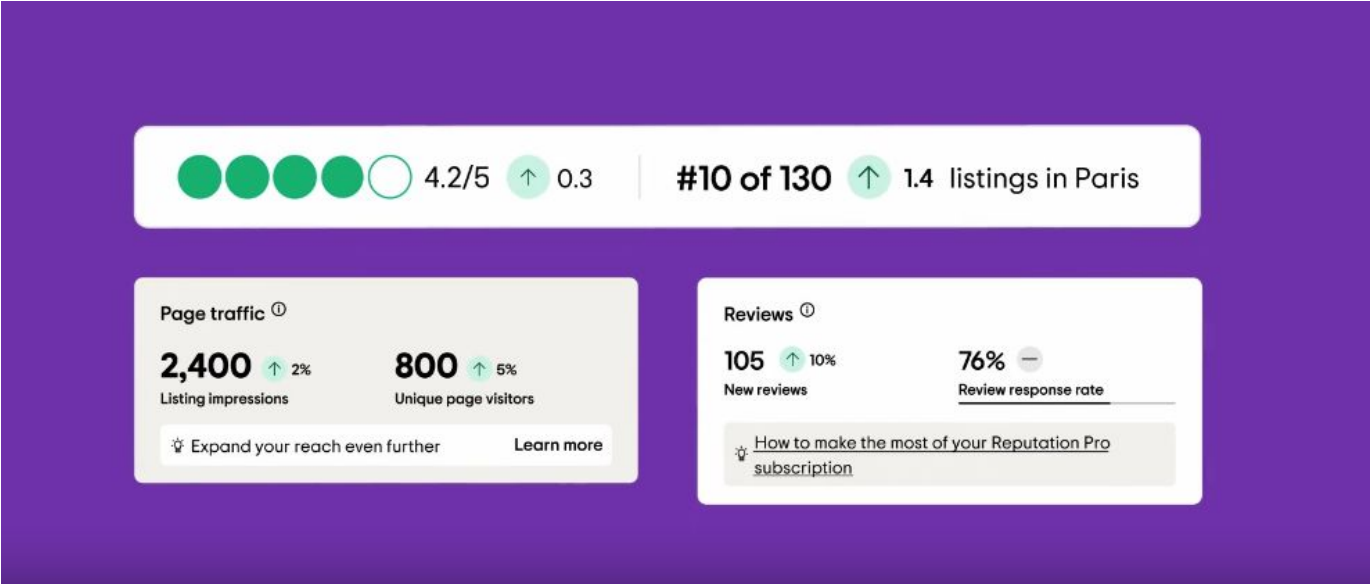 4.2/5 ↑ 0.3
#10 of 130 ↑ 1.4 listings in Paris
Page traffic ⓘ
2,400 ↑ 2%
Listing impressions
800 ↑ 5%
Unique page visitors
Expand your reach even further
Learn more
Reviews ⓘ
105 ↑ 10%
New reviews
76% –
Review response rate
How to make the most of your Reputation Pro
subscription